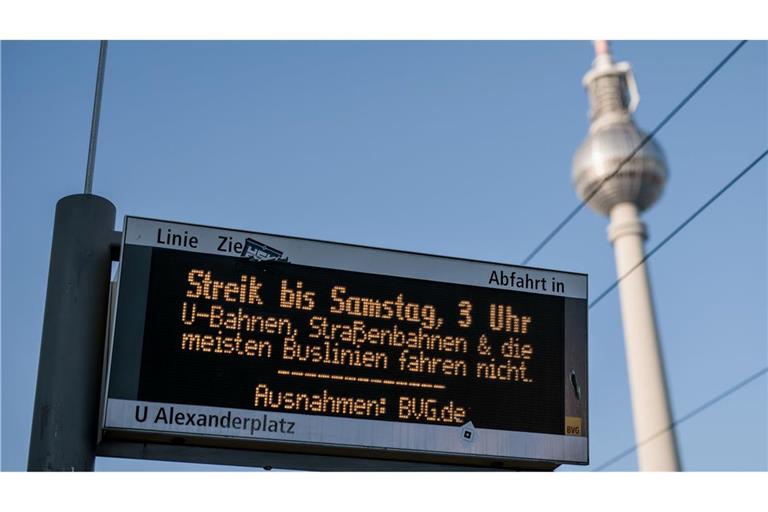 Linie Zie Abfahrt in
Streik bis Samstag, 3 Uhr
U-Bahnen, Straßenbahnen & die
meisten Buslinien fahren nicht.
Ausnahmen: BVG.de
U Alexanderplatz
BVG